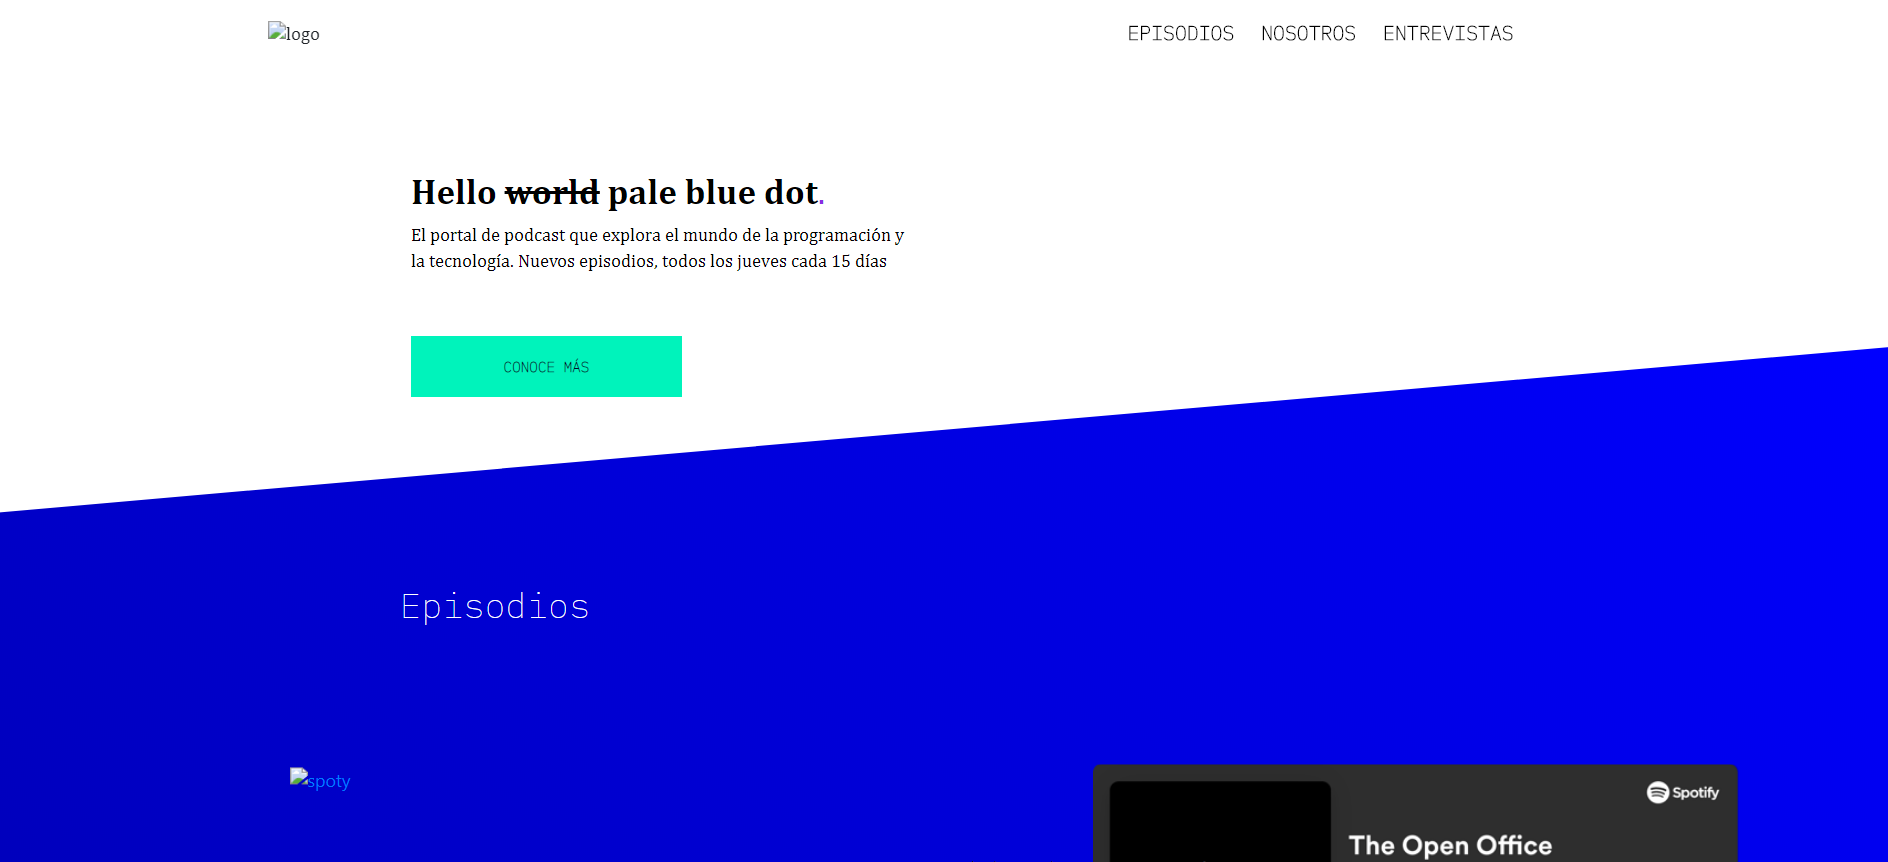 logo
EPISODIOS NOSOTROS ENTREVISTAS
Hello world pale blue dot.
El portal de podcast que explora el mundo de la programación y
la tecnología. Nuevos episodios, todos los jueves cada 15 días
CONOCE MÁS
Episodios
spoty
Spotify
The Open Office